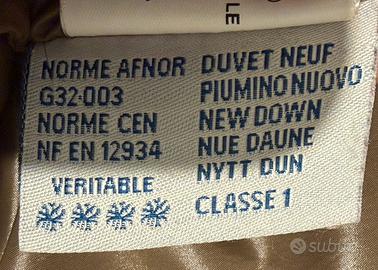 LE
NORME AFNOR
G32-003
NORME CEN
NF EN 12934
VERITABLE
DUVET NEUF
PIUMINO NUOVO
NEW DOWN
NUE DAUNE
NYTT DUN
CLASSE 1
subito